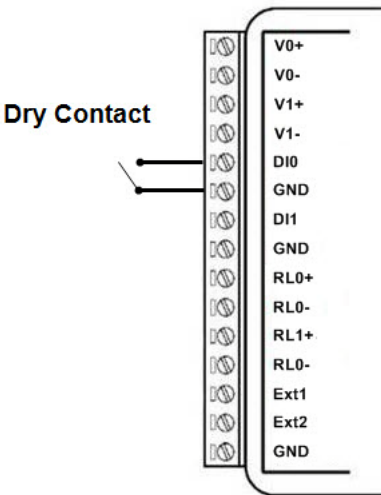 V0+
V0-
V1+
Dry Contact
V1-
DI0
GND
DI1
GND
RL0+
RL0-
RL1+
RL0-
Ext1
Ext2
GND